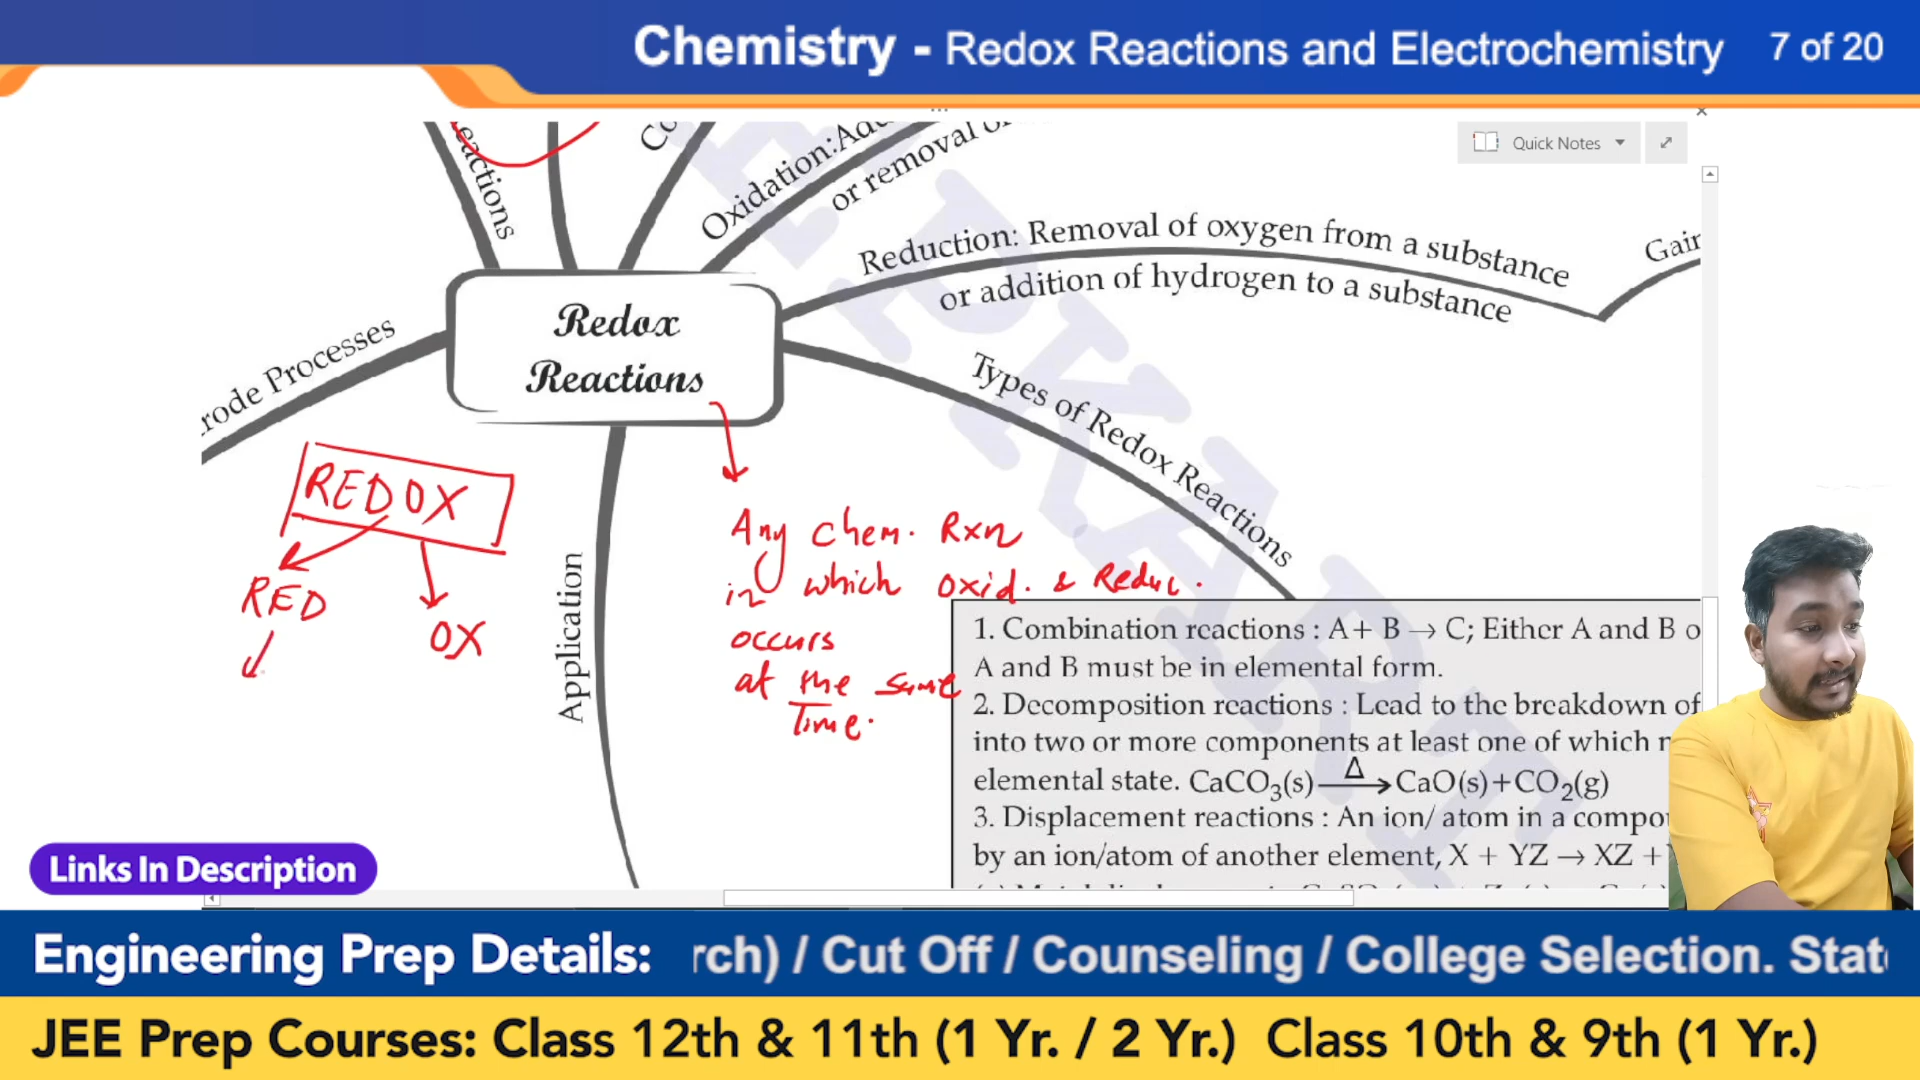 Chemistry - Redox Reactions and Electrochemistry 7 of 20
Quick Notes
eactions
Co
Oxidation:Add
or removal o
Reduction: Removal of oxygen from a substance
or addition of hydrogen to a substance
Gain
Redox
Reactions
rode Processes
Types of Redox Reactions
Application
REDOX
RED
OX
Any chem. Rxn
in which oxid. & Reduc.
occurs
at the same
Time.
1. Combination reactions : A+ B → C; Either A and B o
A and B must be in elemental form.
2. Decomposition reactions : Lead to the breakdown of
into two or more components at least one of which
elemental state. CaCO₃(s) Δ→ CaO(s)+CO₂(g)
3. Displacement reactions : An ion/ atom in a compo
by an ion/atom of another element, X + YZ → XZ +
Links In Description
Engineering Prep Details: rch) / Cut Off / Counseling / College Selection. State
JEE Prep Courses: Class 12th & 11th (1 Yr. / 2 Yr.) Class 10th & 9th (1 Yr.)